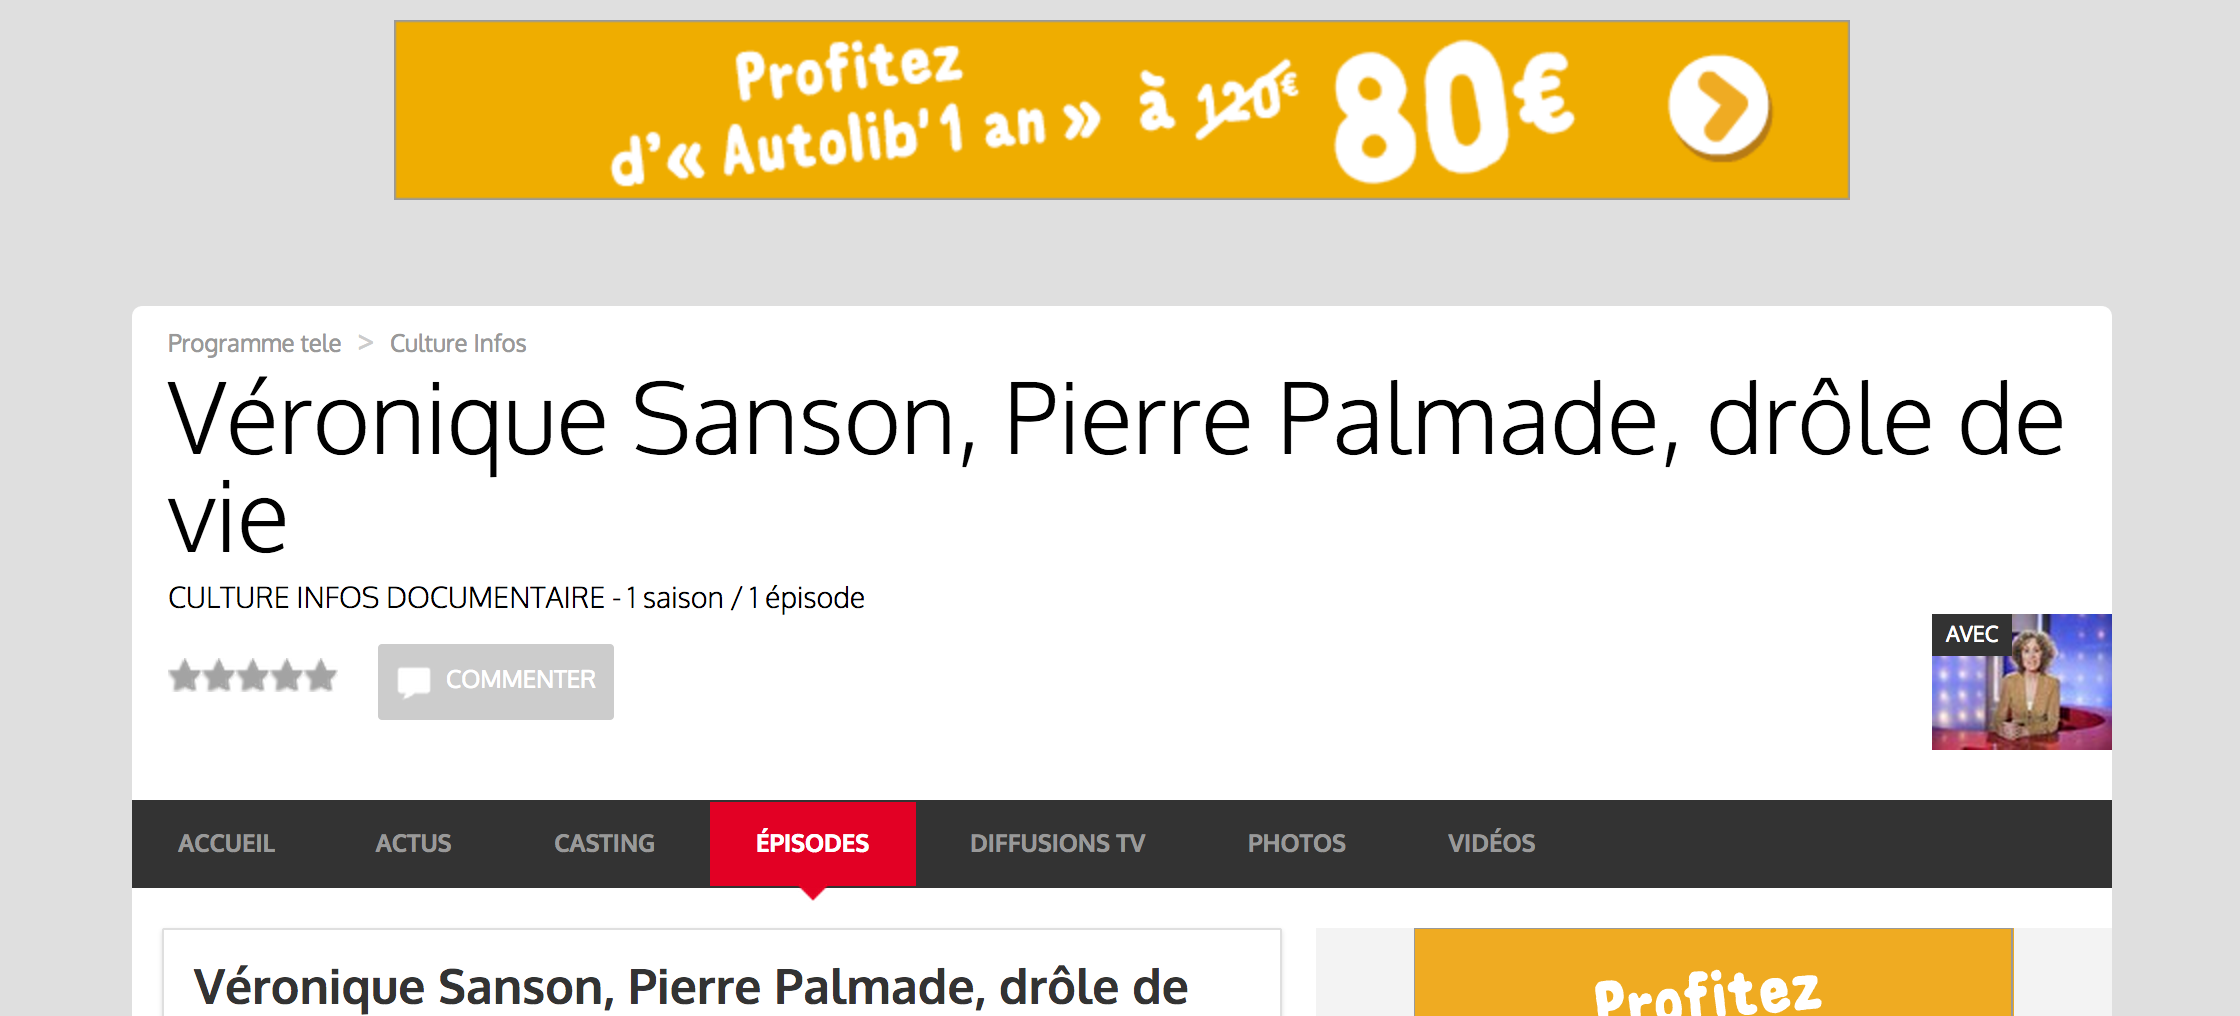 Profitez
d'« Autolib'1 an » à 120€ 80€
Programme tele > Culture Infos
Véronique Sanson, Pierre Palmade, drôle de
vie
CULTURE INFOS DOCUMENTAIRE - 1 saison / 1 épisode
COMMENTER
AVEC
ACCUEIL ACTUS CASTING ÉPISODES DIFFUSIONS TV PHOTOS VIDÉOS
Véronique Sanson, Pierre Palmade, drôle de
Profitez